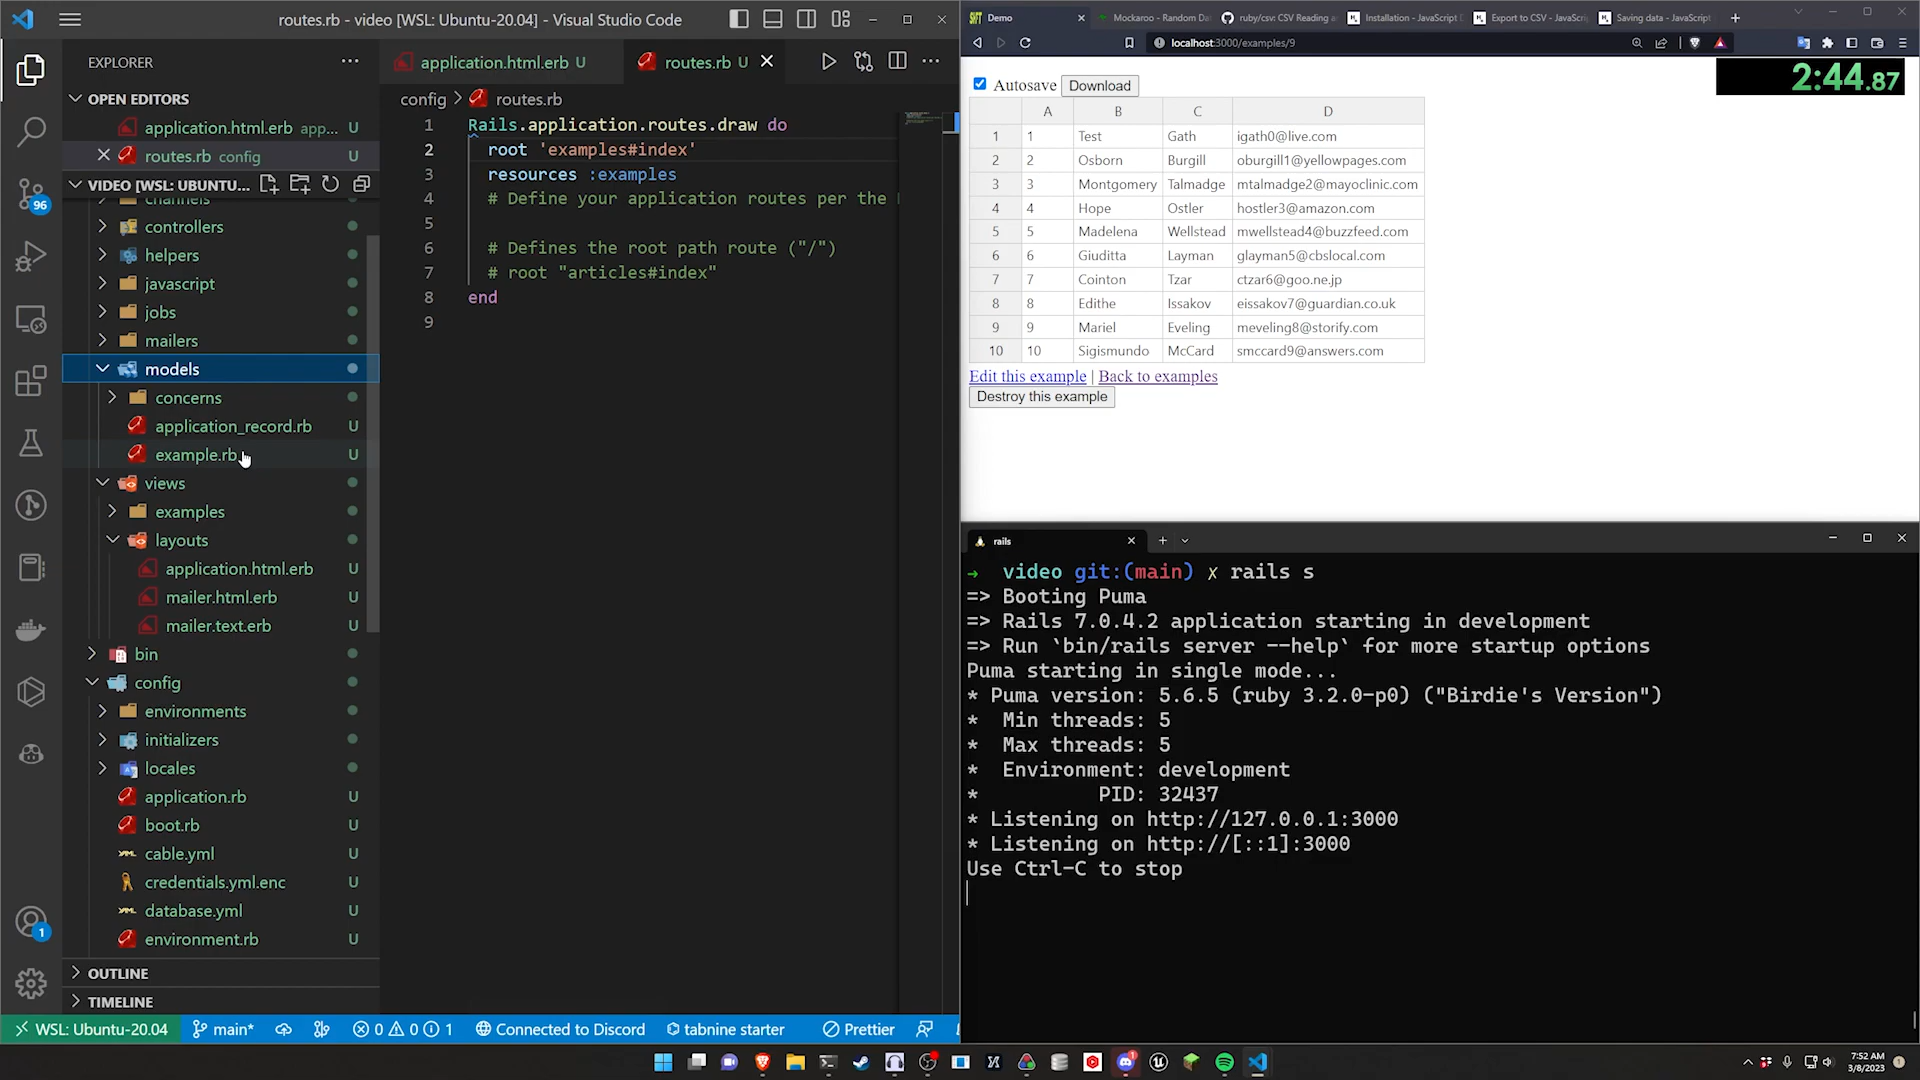 routes.rb - video [WSL: Ubuntu-20.04] - Visual Studio Code
EXPLORER
OPEN EDITORS
application.html.erb app... U
routes.rb config U
VIDEO [WSL: UBUNTU...
channels
controllers
helpers
javascript
jobs
mailers
models
concerns
application_record.rb U
example.rb U
views
examples
layouts
application.html.erb U
mailer.html.erb U
mailer.text.erb U
bin
config
environments
initializers
locales
application.rb U
boot.rb U
cable.yml U
credentials.yml.enc U
database.yml U
environment.rb U
OUTLINE
TIMELINE
96
1
application.html.erb U
routes.rb U
config > routes.rb
1 Rails.application.routes.draw do
2 root 'examples#index'
3 resources :examples
4 # Define your application routes per the
5
6 # Defines the root path route ("/")
7 # root "articles#index"
8 end
9
WSL: Ubuntu-20.04 main* 0 0 1 Connected to Discord tabnine starter Prettier
Demo
Mockaroo - Random Da
ruby/csv: CSV Reading a
Installation - JavaScript D
Export to CSV - JavaScrip
Saving data - JavaScript
localhost:3000/examples/9
2:44.87
Autosave Download
A B C D
1 1 Test Gath igath0@live.com
2 2 Osborn Burgill oburgill1@yellowpages.com
3 3 Montgomery Talmadge mtalmadge2@mayoclinic.com
4 4 Hope Ostler hostler3@amazon.com
5 5 Madelena Wellstead mwellstead4@buzzfeed.com
6 6 Giuditta Layman glayman5@cbslocal.com
7 7 Cointon Tzar ctzar6@goo.ne.jp
8 8 Edithe Issakov eissakov7@guardian.co.uk
9 9 Mariel Eveling meveling8@storify.com
10 10 Sigismundo McCard smccard9@answers.com
Edit this example | Back to examples
Destroy this example
rails
→ video git:(main) ✗ rails s
=> Booting Puma
=> Rails 7.0.4.2 application starting in development
=> Run `bin/rails server --help` for more startup options
Puma starting in single mode...
* Puma version: 5.6.5 (ruby 3.2.0-p0) ("Birdie's Version")
* Min threads: 5
* Max threads: 5
* Environment: development
* PID: 32437
* Listening on http://127.0.0.1:3000
* Listening on http://[::1]:3000
Use Ctrl-C to stop
7:52 AM
3/8/2023